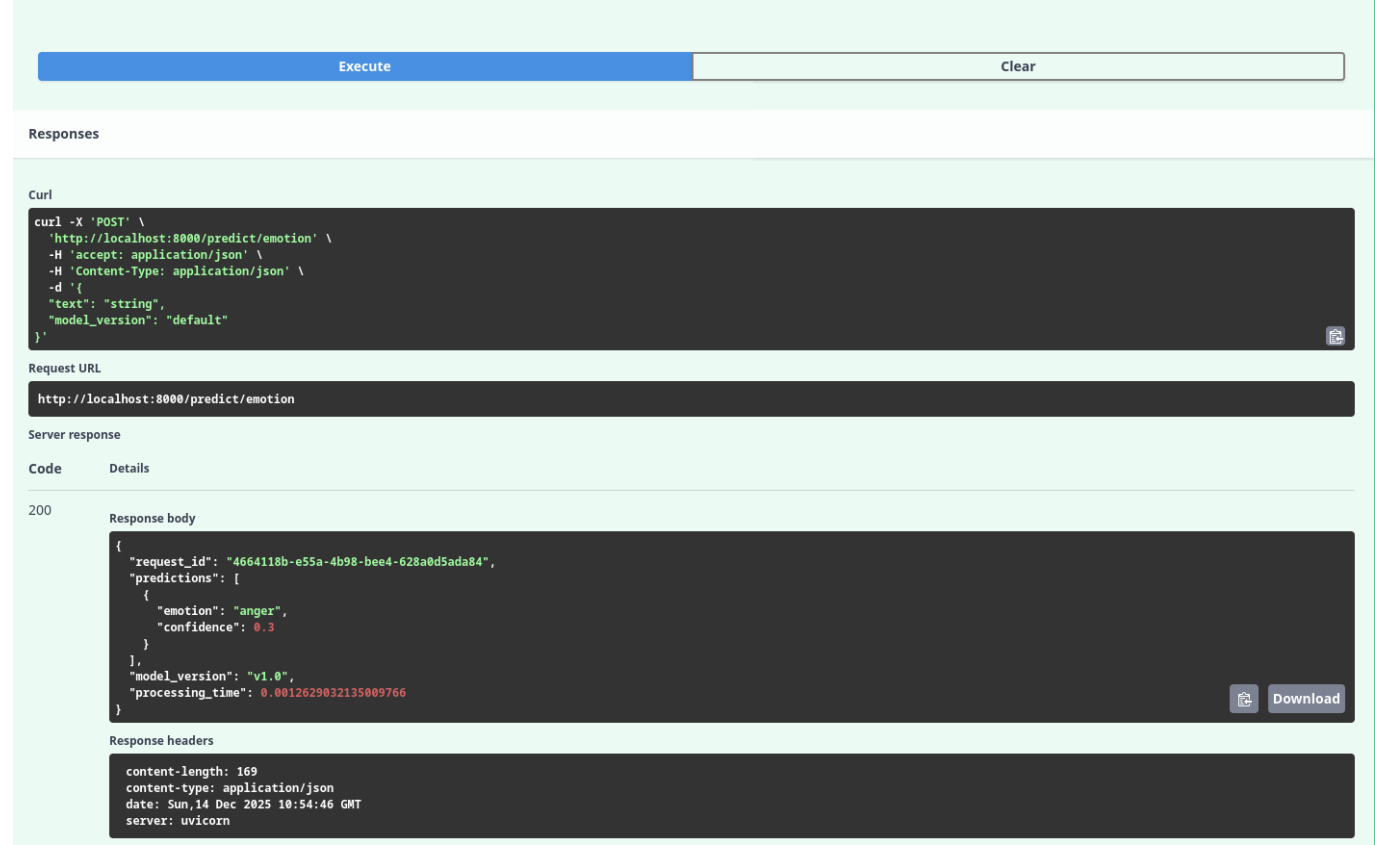 Execute
Clear
Responses
Curl
curl -X 'POST' \
  'http://localhost:8000/predict/emotion' \
  -H 'accept: application/json' \
  -H 'Content-Type: application/json' \
  -d '{
  "text": "string",
  "model_version": "default"
}'
Request URL
http://localhost:8000/predict/emotion
Server response
Code Details
200
Response body
{
  "request_id": "4664118b-e55a-4b98-bee4-628a0d5ada84",
  "predictions": [
    {
      "emotion": "anger",
      "confidence": 0.3
    }
  ],
  "model_version": "v1.0",
  "processing_time": 0.0012629032135009766
}
Download
Response headers
content-length: 169
content-type: application/json
date: Sun,14 Dec 2025 10:54:46 GMT
server: uvicorn